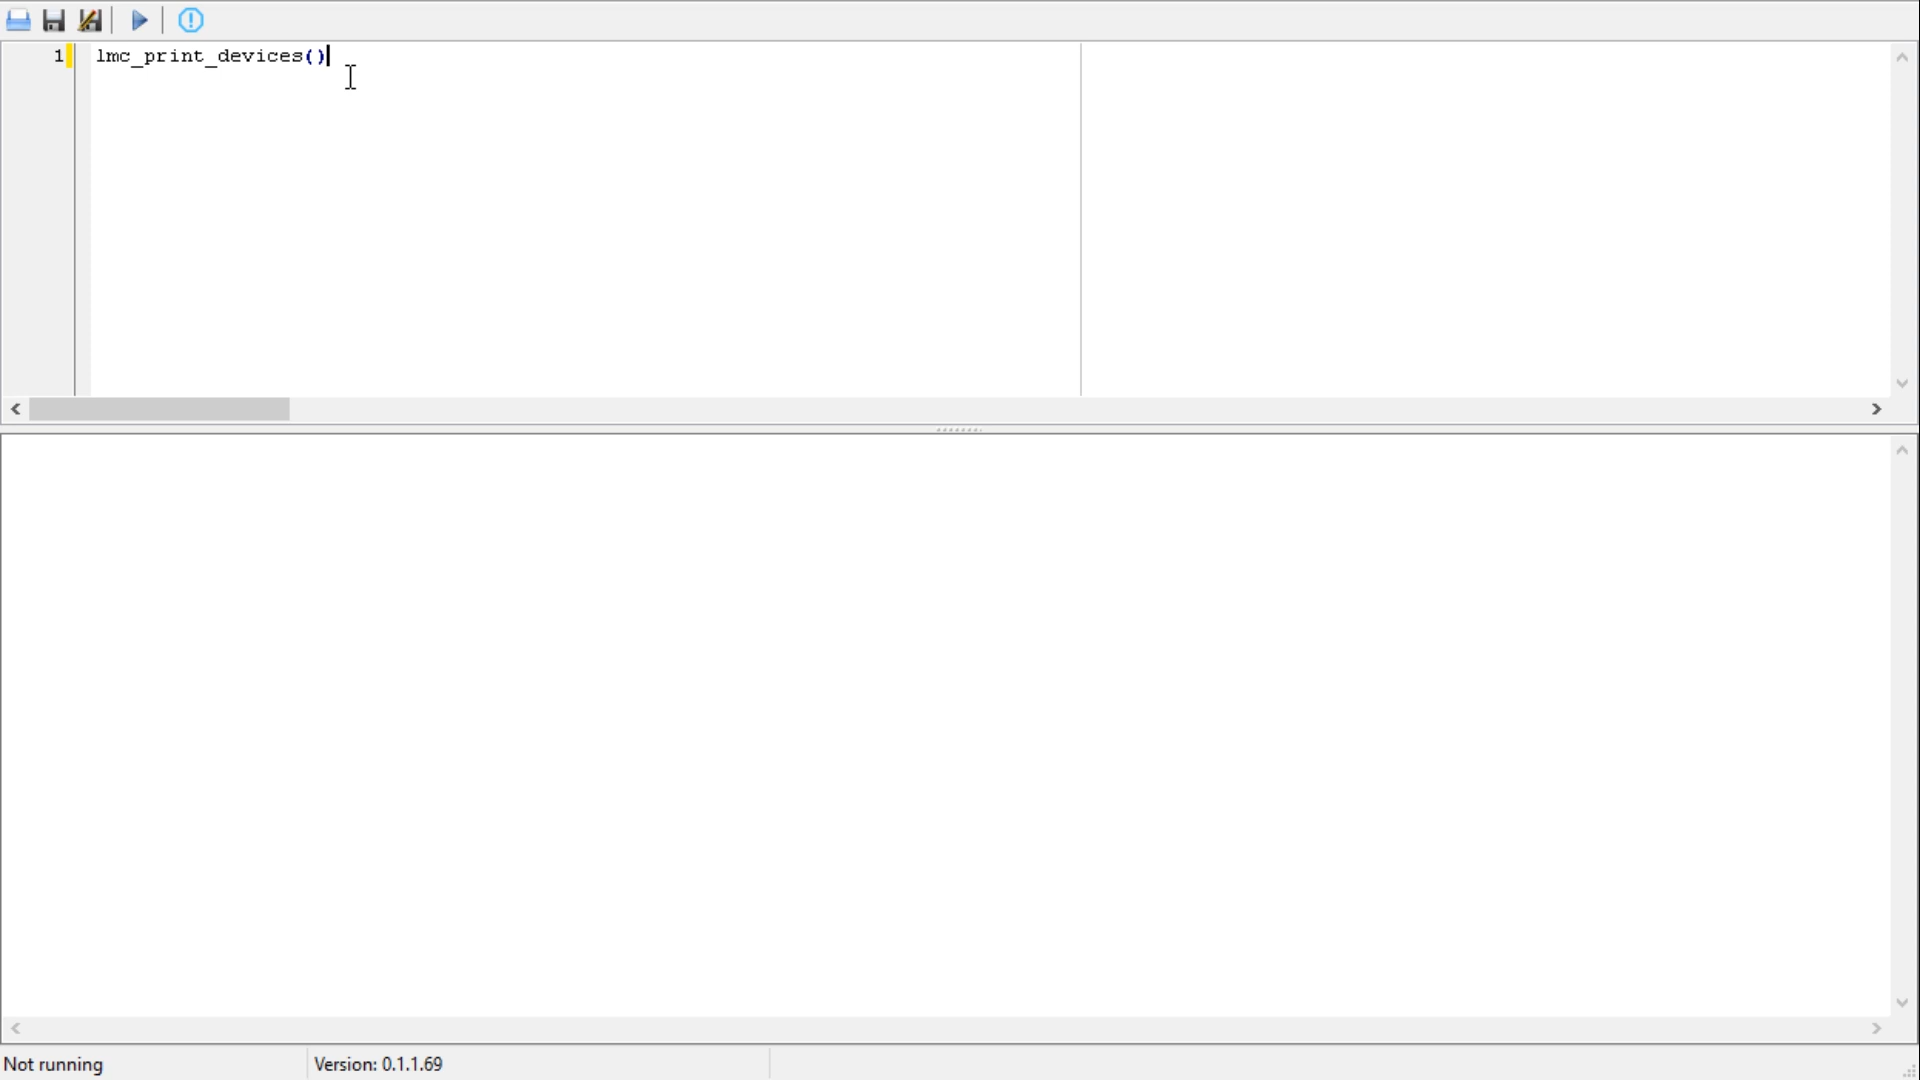 1 lmc_print_devices()
Not running
Version: 0.1.1.69